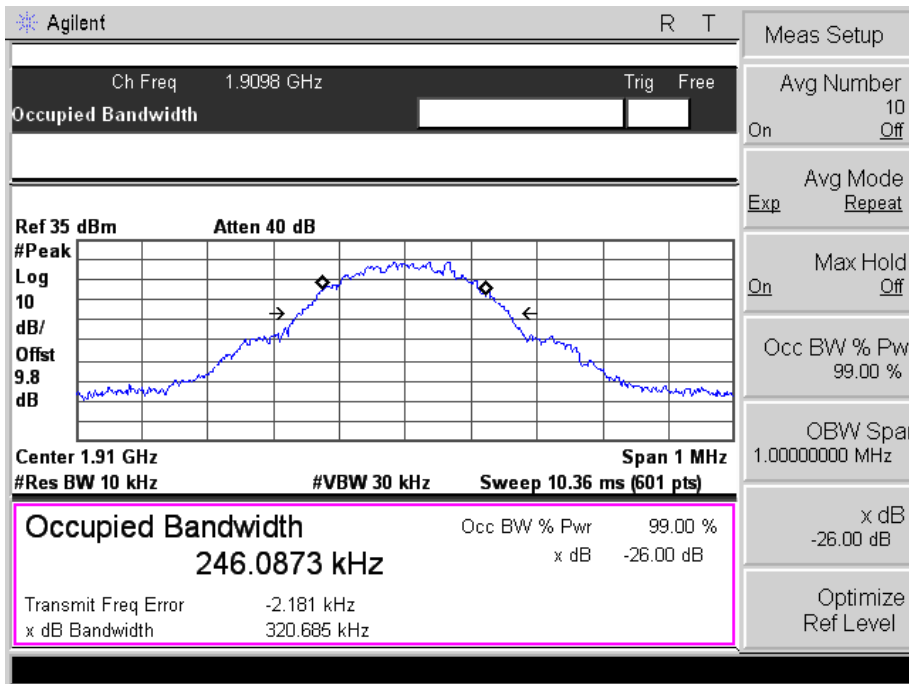 Agilent R T
Ch Freq 1.9098 GHz Trig Free
Occupied Bandwidth
Ref 35 dBm Atten 40 dB
#Peak
Log
10
dB/
Offst
9.8
dB
Center 1.91 GHz Span 1 MHz
#Res BW 10 kHz #VBW 30 kHz Sweep 10.36 ms (601 pts)
Occupied Bandwidth
246.0873 kHz
Occ BW % Pwr 99.00 %
x dB -26.00 dB
Transmit Freq Error -2.181 kHz
x dB Bandwidth 320.685 kHz
Meas Setup
Avg Number
10
On Off
Avg Mode
Exp Repeat
Max Hold
On Off
Occ BW % Pw
99.00 %
OBW Spa
1.00000000 MHz
x dB
-26.00 dB
Optimize
Ref Level